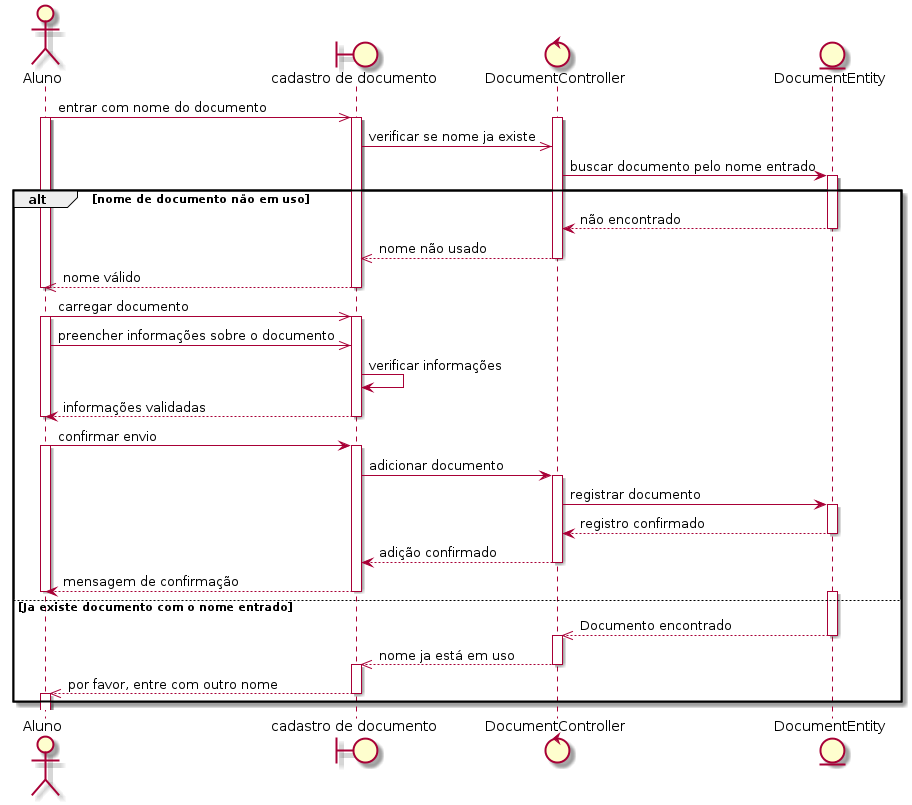 Aluno
cadastro de documento
DocumentController
DocumentEntity
entrar com nome do documento
verificar se nome ja existe
buscar documento pelo nome entrado
alt
[nome de documento não em uso]
não encontrado
nome não usado
nome válido
carregar documento
preencher informações sobre o documento
verificar informações
informações validadas
confirmar envio
adicionar documento
registrar documento
registro confirmado
adição confirmado
mensagem de confirmação
[Ja existe documento com o nome entrado]
Documento encontrado
nome ja está em uso
por favor, entre com outro nome
Aluno
cadastro de documento
DocumentController
DocumentEntity